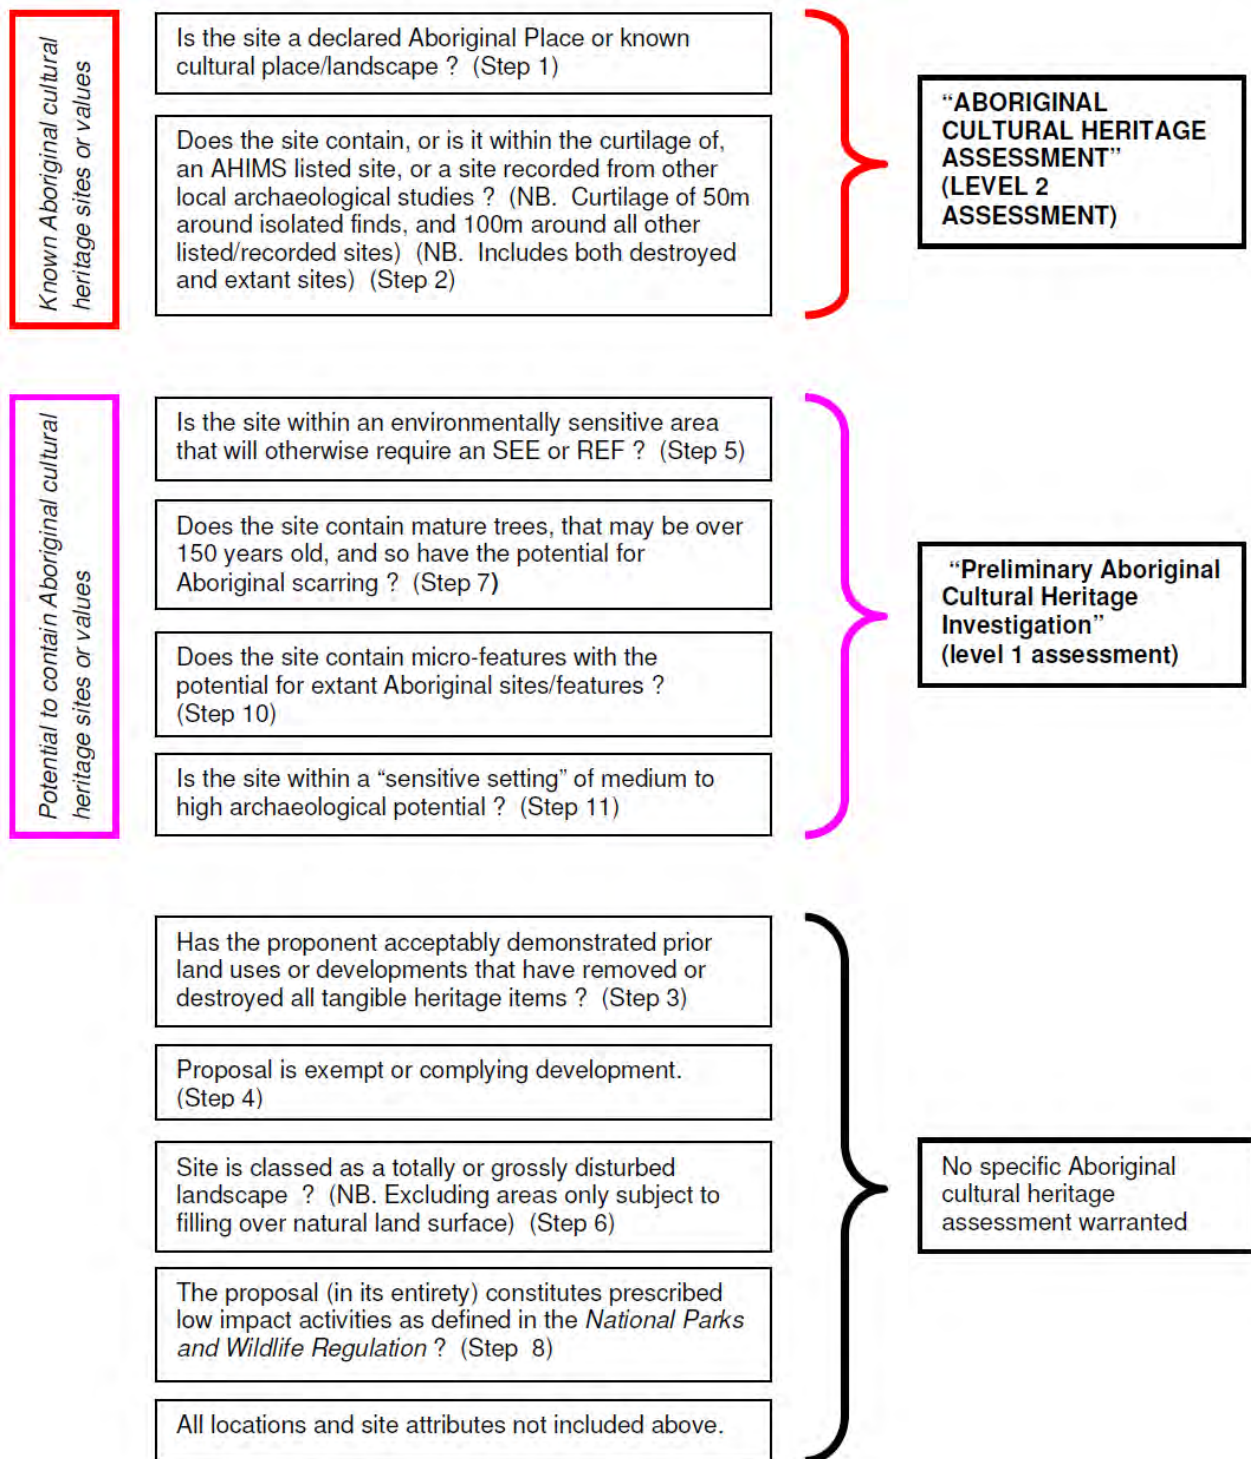 Known Aboriginal cultural
heritage sites or values
Is the site a declared Aboriginal Place or known
cultural place/landscape ?  (Step 1)
Does the site contain, or is it within the curtilage of,
an AHIMS listed site, or a site recorded from other
local archaeological studies ?  (NB.  Curtilage of 50m
around isolated finds, and 100m around all other
listed/recorded sites)  (NB.  Includes both destroyed
and extant sites)  (Step 2)
“ABORIGINAL
CULTURAL HERITAGE
ASSESSMENT”
(LEVEL 2
ASSESSMENT)
Potential to contain Aboriginal cultural
heritage sites or values
Is the site within an environmentally sensitive area
that will otherwise require an SEE or REF ?  (Step 5)
Does the site contain mature trees, that may be over
150 years old, and so have the potential for
Aboriginal scarring ?  (Step 7)
Does the site contain micro-features with the
potential for extant Aboriginal sites/features ?
(Step 10)
Is the site within a “sensitive setting” of medium to
high archaeological potential ?  (Step 11)
“Preliminary Aboriginal
Cultural Heritage
Investigation”
(level 1 assessment)
Has the proponent acceptably demonstrated prior
land uses or developments that have removed or
destroyed all tangible heritage items ?  (Step 3)
Proposal is exempt or complying development.
(Step 4)
Site is classed as a totally or grossly disturbed
landscape  ?  (NB. Excluding areas only subject to
filling over natural land surface)  (Step 6)
The proposal (in its entirety) constitutes prescribed
low impact activities as defined in the National Parks
and Wildlife Regulation ?  (Step  8)
All locations and site attributes not included above.
No specific Aboriginal
cultural heritage
assessment warranted